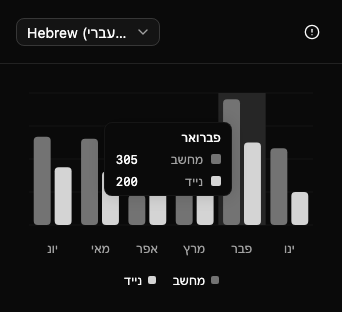 Hebrew (עברי...
פברואר
מחשב 305
נייד 200
ינו פבר מרץ אפר מאי יונ
מחשב נייד